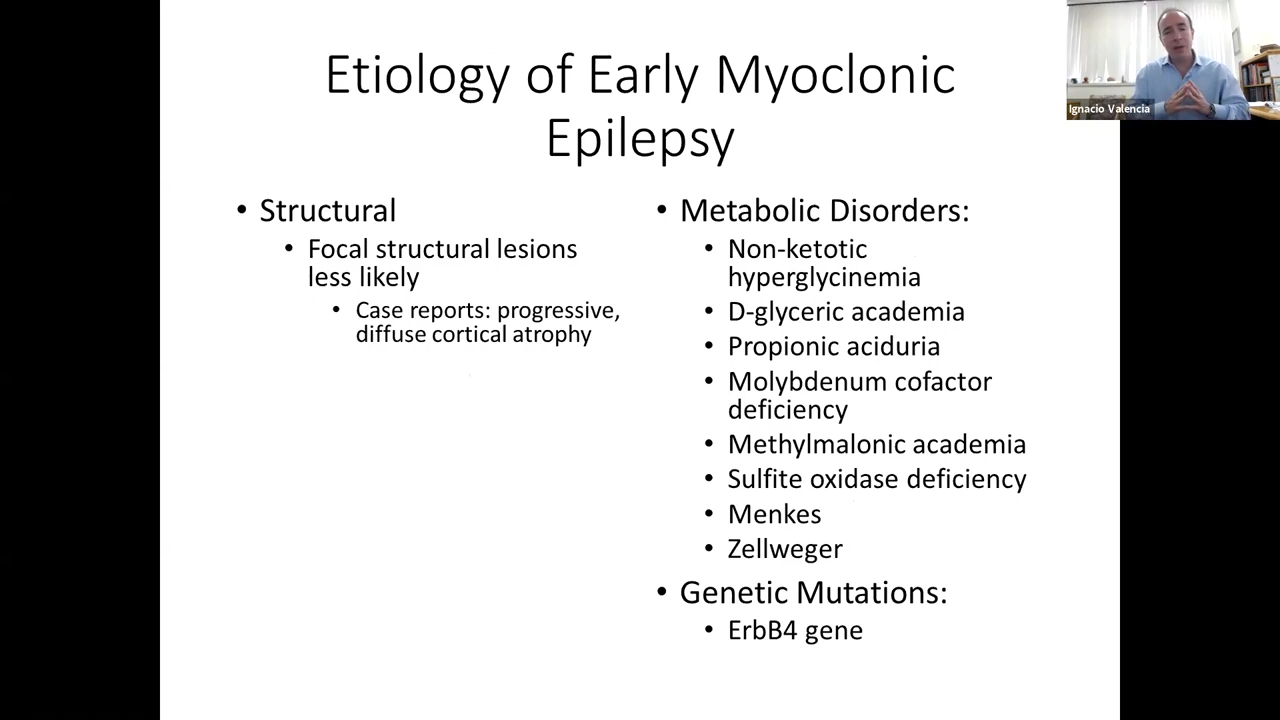 Etiology of Early Myoclonic
Epilepsy
• Structural
• Focal structural lesions
less likely
• Case reports: progressive,
diffuse cortical atrophy
• Metabolic Disorders:
• Non-ketotic
hyperglycinemia
• D-glyceric academia
• Propionic aciduria
• Molybdenum cofactor
deficiency
• Methylmalonic academia
• Sulfite oxidase deficiency
• Menkes
• Zellweger
• Genetic Mutations:
• ErbB4 gene
Ignacio Valencia